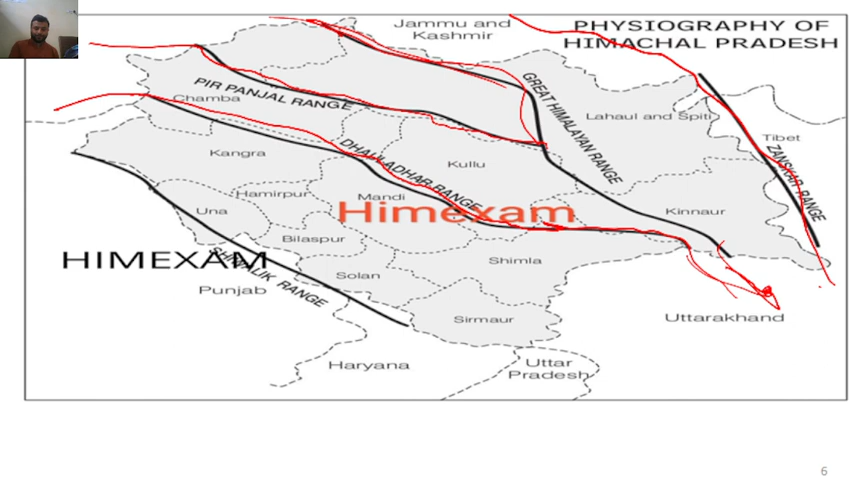 PHYSIOGRAPHY OF
HIMACHAL PRADESH
Jammu and
Kashmir
PIR PANJAL RANGE
Chamba
GREAT HIMALAYAN RANGE
Lahaul and Spiti
Tibet
ZANSKAR RANGE
Kangra
DHAULADHAR RANGE
Kullu
Hamirpur
Mandi
Una
Himexam
Kinnaur
Bilaspur
HIMEXAM
SHIVALIK RANGE
Shimla
Solan
Punjab
Sirmaur
Uttarakhand
Haryana
Uttar
Pradesh
6